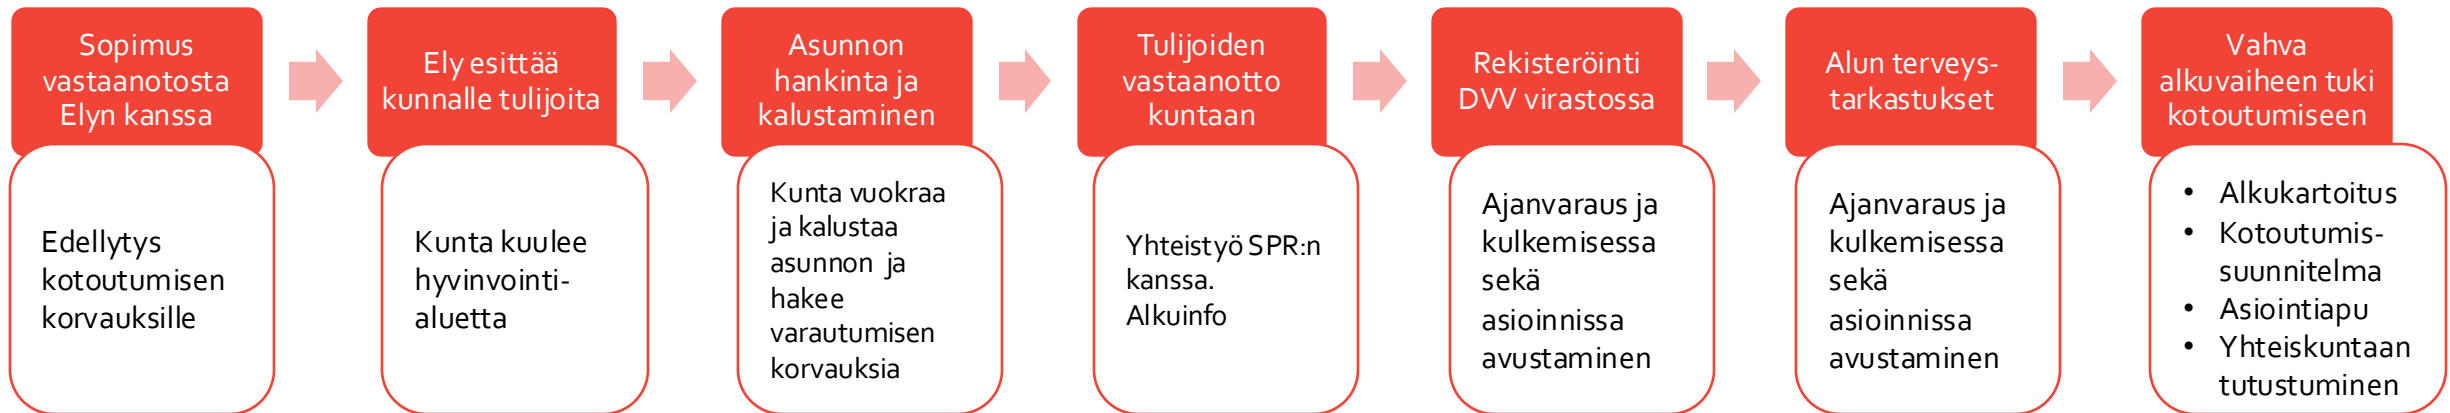 Sopimus
vastaanotosta
Elyn kanssa
Edellytys
kotoutumisen
korvauksille
Ely esittää
kunnalle tulijoita
Kunta kuulee
hyvinvointi-
aluetta
Asunnon
hankinta ja
kalustaminen
Kunta vuokraa
ja kalustaa
asunnon ja
hakee
varautumisen
korvauksia
Tulijoiden
vastaanotto
kuntaan
Yhteistyö SPR:n
kanssa.
Alkuinfo
Rekisteröinti
DVV virastossa
Ajanvaraus ja
kulkemisessa
sekä
asioinnissa
avustaminen
Alun terveys-
tarkastukset
Ajanvaraus ja
kulkemisessa
sekä
asioinnissa
avustaminen
Vahva
alkuvaiheen tuki
kotoutumiseen
• Alkukartoitus
• Kotoutumis-
suunnitelma
• Asiointiapu
• Yhteiskuntaan
tutustuminen